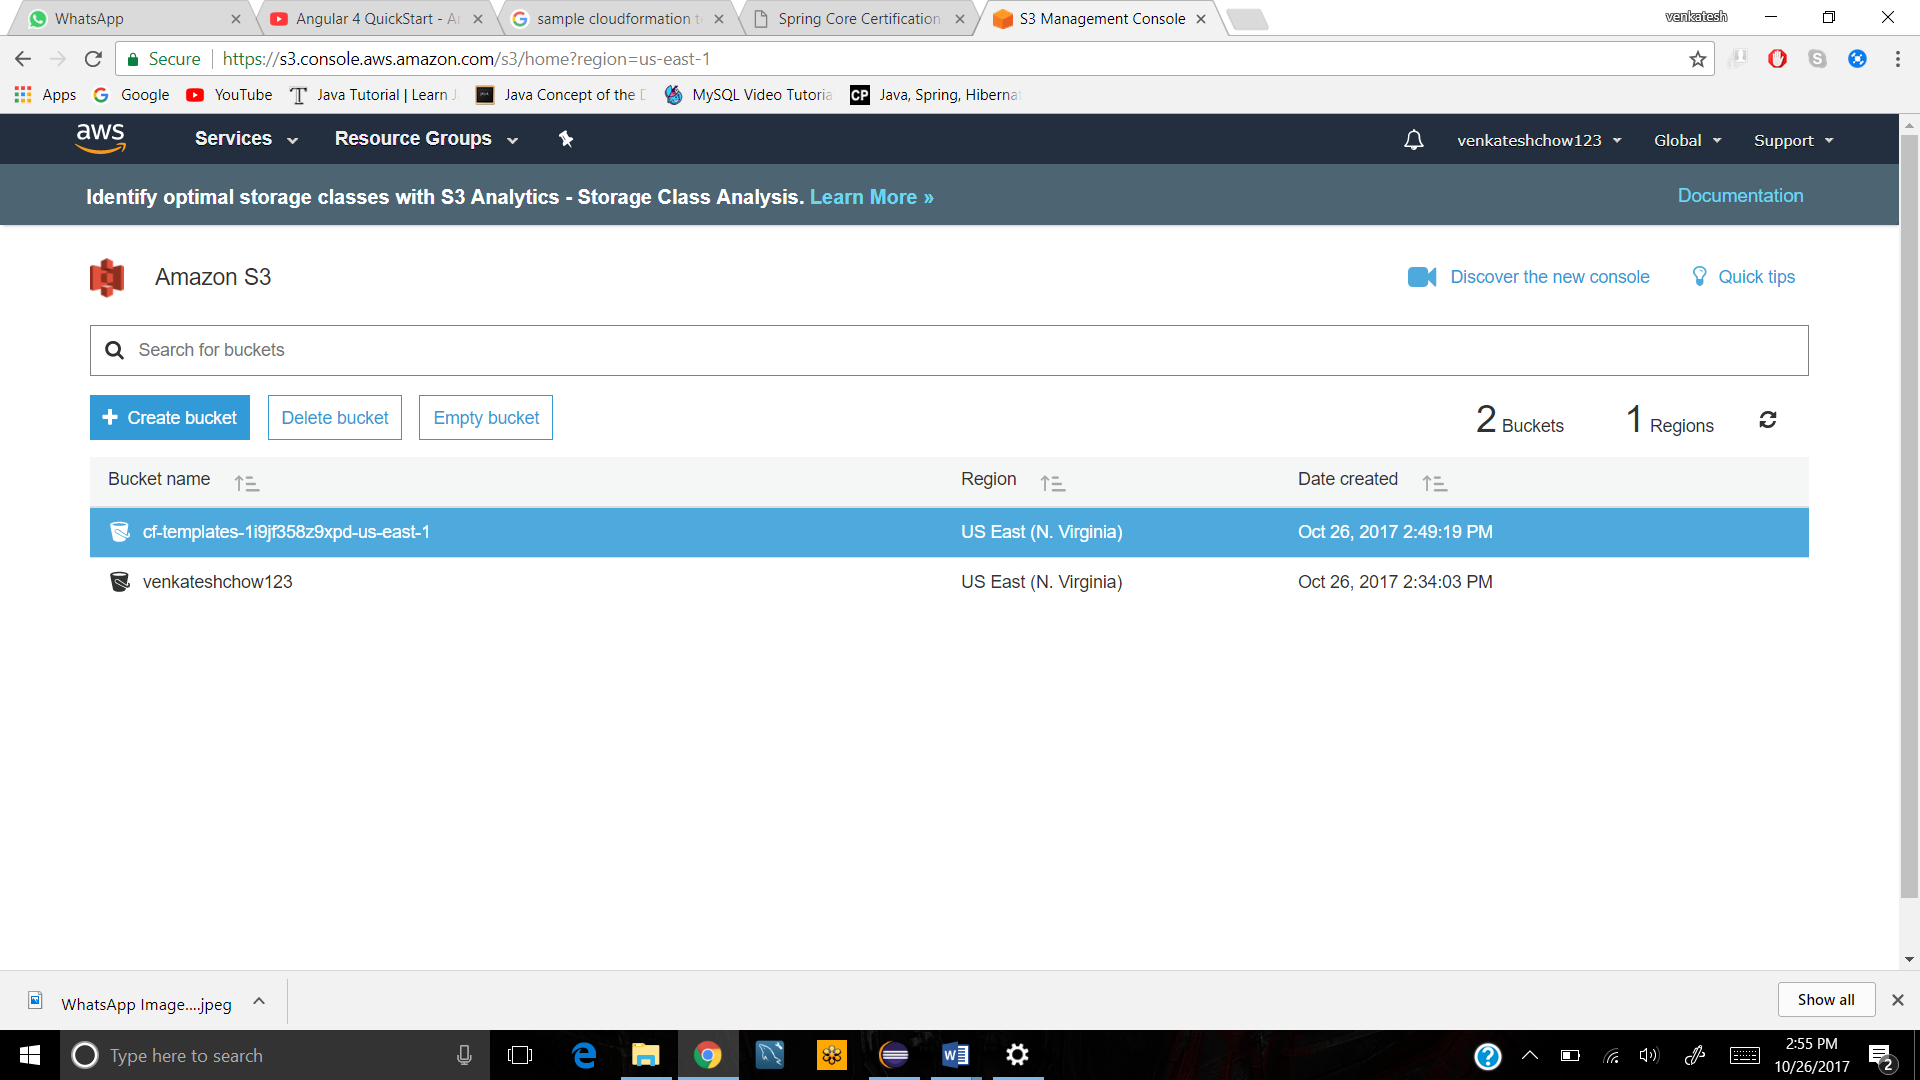 WhatsApp
Angular 4 QuickStart - A
sample cloudformation t
Spring Core Certification
S3 Management Console
venkatesh
Secure
https://s3.console.aws.amazon.com/s3/home?region=us-east-1
Apps
Google
YouTube
Java Tutorial | Learn J
Java Concept of the D
MySQL Video Tutoria
CP
Java, Spring, Hibernat
aws
Services
Resource Groups
venkateshchow123
Global
Support
Identify optimal storage classes with S3 Analytics - Storage Class Analysis. Learn More »
Documentation
Amazon S3
Discover the new console
Quick tips
Search for buckets
Create bucket
Delete bucket
Empty bucket
2 Buckets
1 Regions
Bucket name
Region
Date created
cf-templates-1i9jf358z9xpd-us-east-1
US East (N. Virginia)
Oct 26, 2017 2:49:19 PM
venkateshchow123
US East (N. Virginia)
Oct 26, 2017 2:34:03 PM
WhatsApp Image....jpeg
Show all
Type here to search
2:55 PM
10/26/2017
2